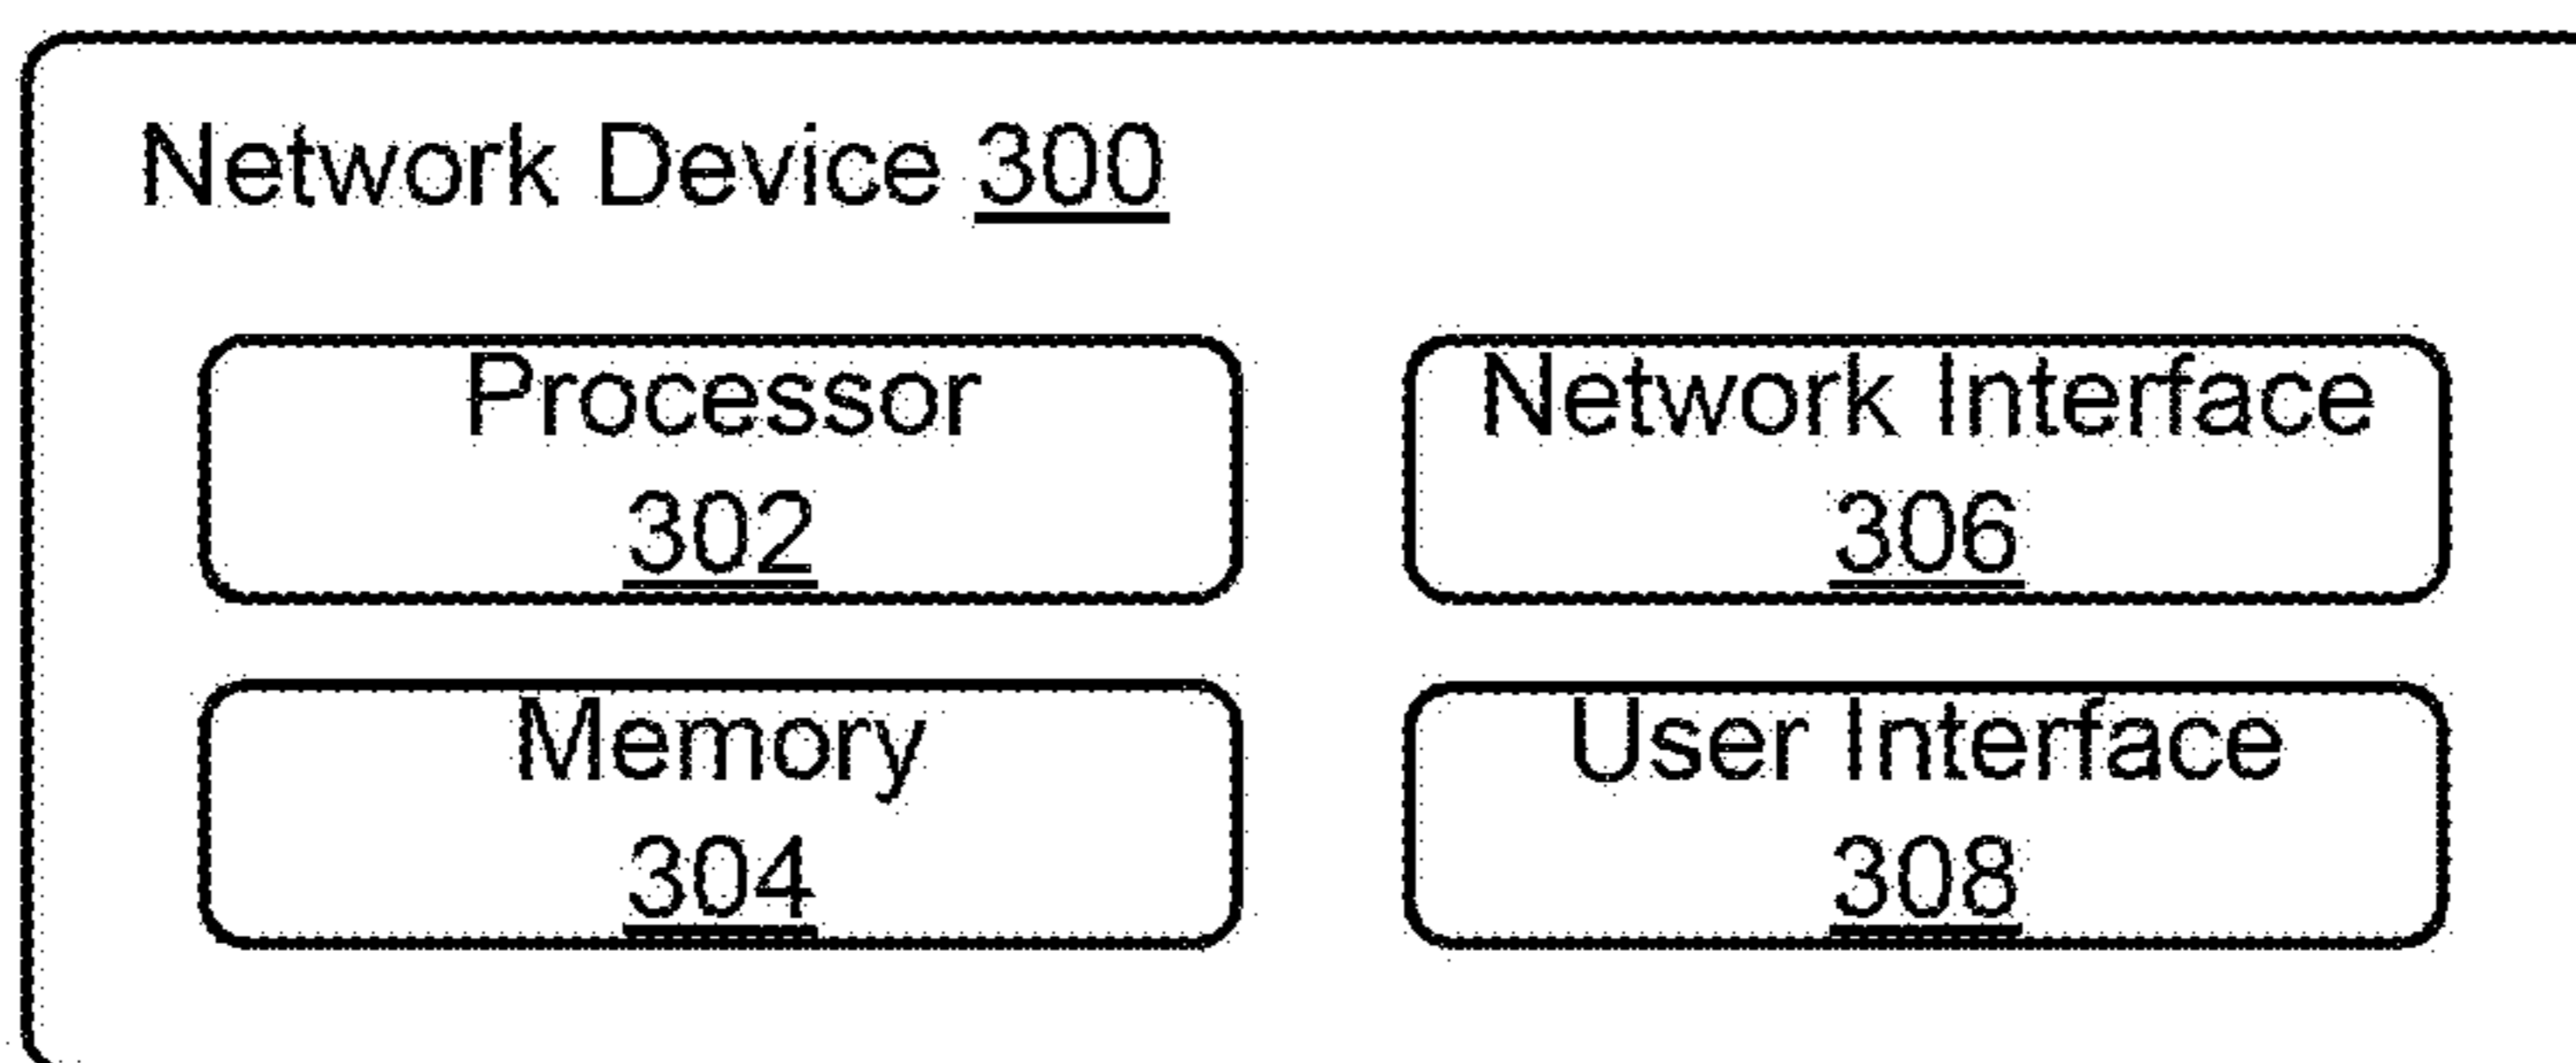 Network Device 300
Processor
302
Network Interface
306
Memory
304
User Interface
308